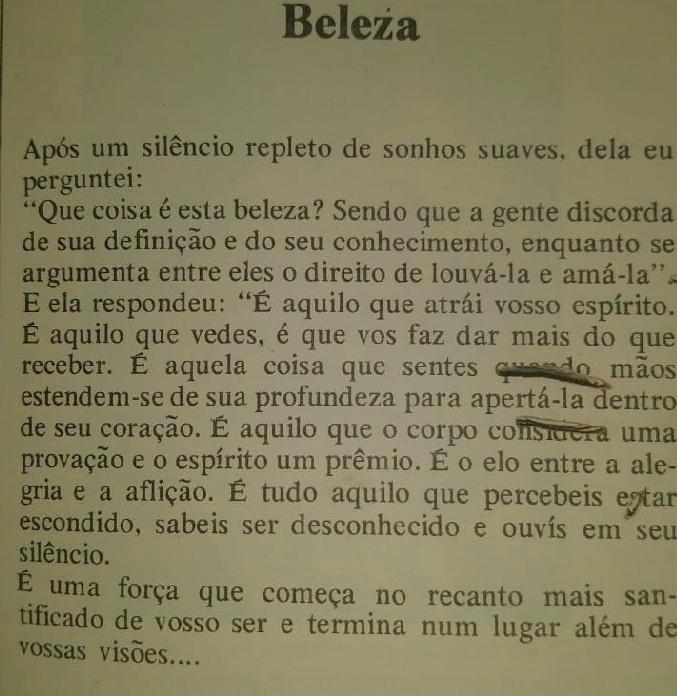 Beleza
Após um silêncio repleto de sonhos suaves, dela eu
perguntei:
“Que coisa é esta beleza? Sendo que a gente discorda
de sua definição e do seu conhecimento, enquanto se
argumenta entre eles o direito de louvá-la e amá-la”.
E ela respondeu: “É aquilo que atrái vosso espírito.
É aquilo que vedes, é que vos faz dar mais do que
receber. É aquela coisa que sentes quando mãos
estendem-se de sua profundeza para apertá-la dentro
de seu coração. É aquilo que o corpo considera uma
provação e o espírito um prêmio. É o elo entre a ale-
gria e a aflição. É tudo aquilo que percebeis estar
escondido, sabeis ser desconhecido e ouvís em seu
silêncio.
É uma força que começa no recanto mais san-
tificado de vosso ser e termina num lugar além de
vossas visões....